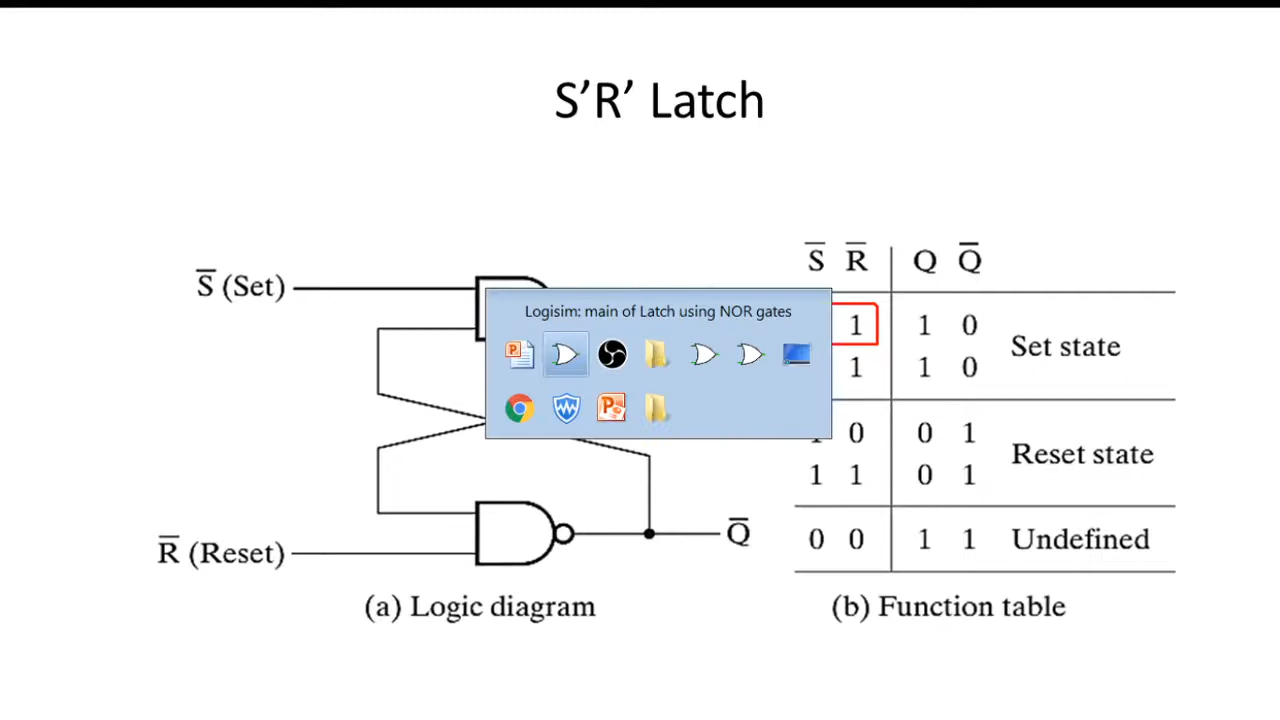 S’R’ Latch
S̅ R̅ Q Q̅
S̅ (Set)
Logisim: main of Latch using NOR gates
1 1 0
Set state
1 1 0
0 0 1
Reset state
1 1 0 1
R̅ (Reset)
Q̅
0 0 1 1 Undefined
(a) Logic diagram
(b) Function table